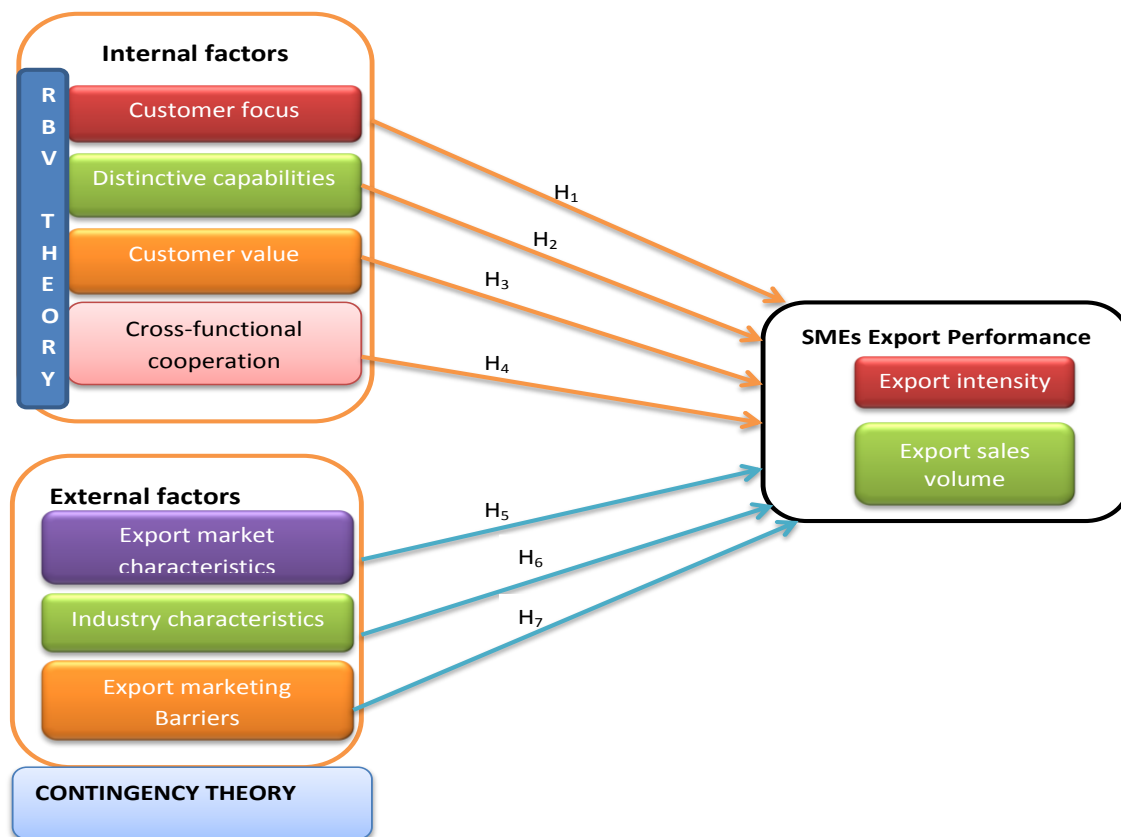 Internal factors
RBV THEORY
Customer focus
Distinctive capabilities
Customer value
Cross-functional
cooperation
H₁
H₂
H₃
H₄
SMEs Export Performance
Export intensity
Export sales
volume
External factors
Export market
characteristics
Industry characteristics
Export marketing
Barriers
H₅
H₆
H₇
CONTINGENCY THEORY